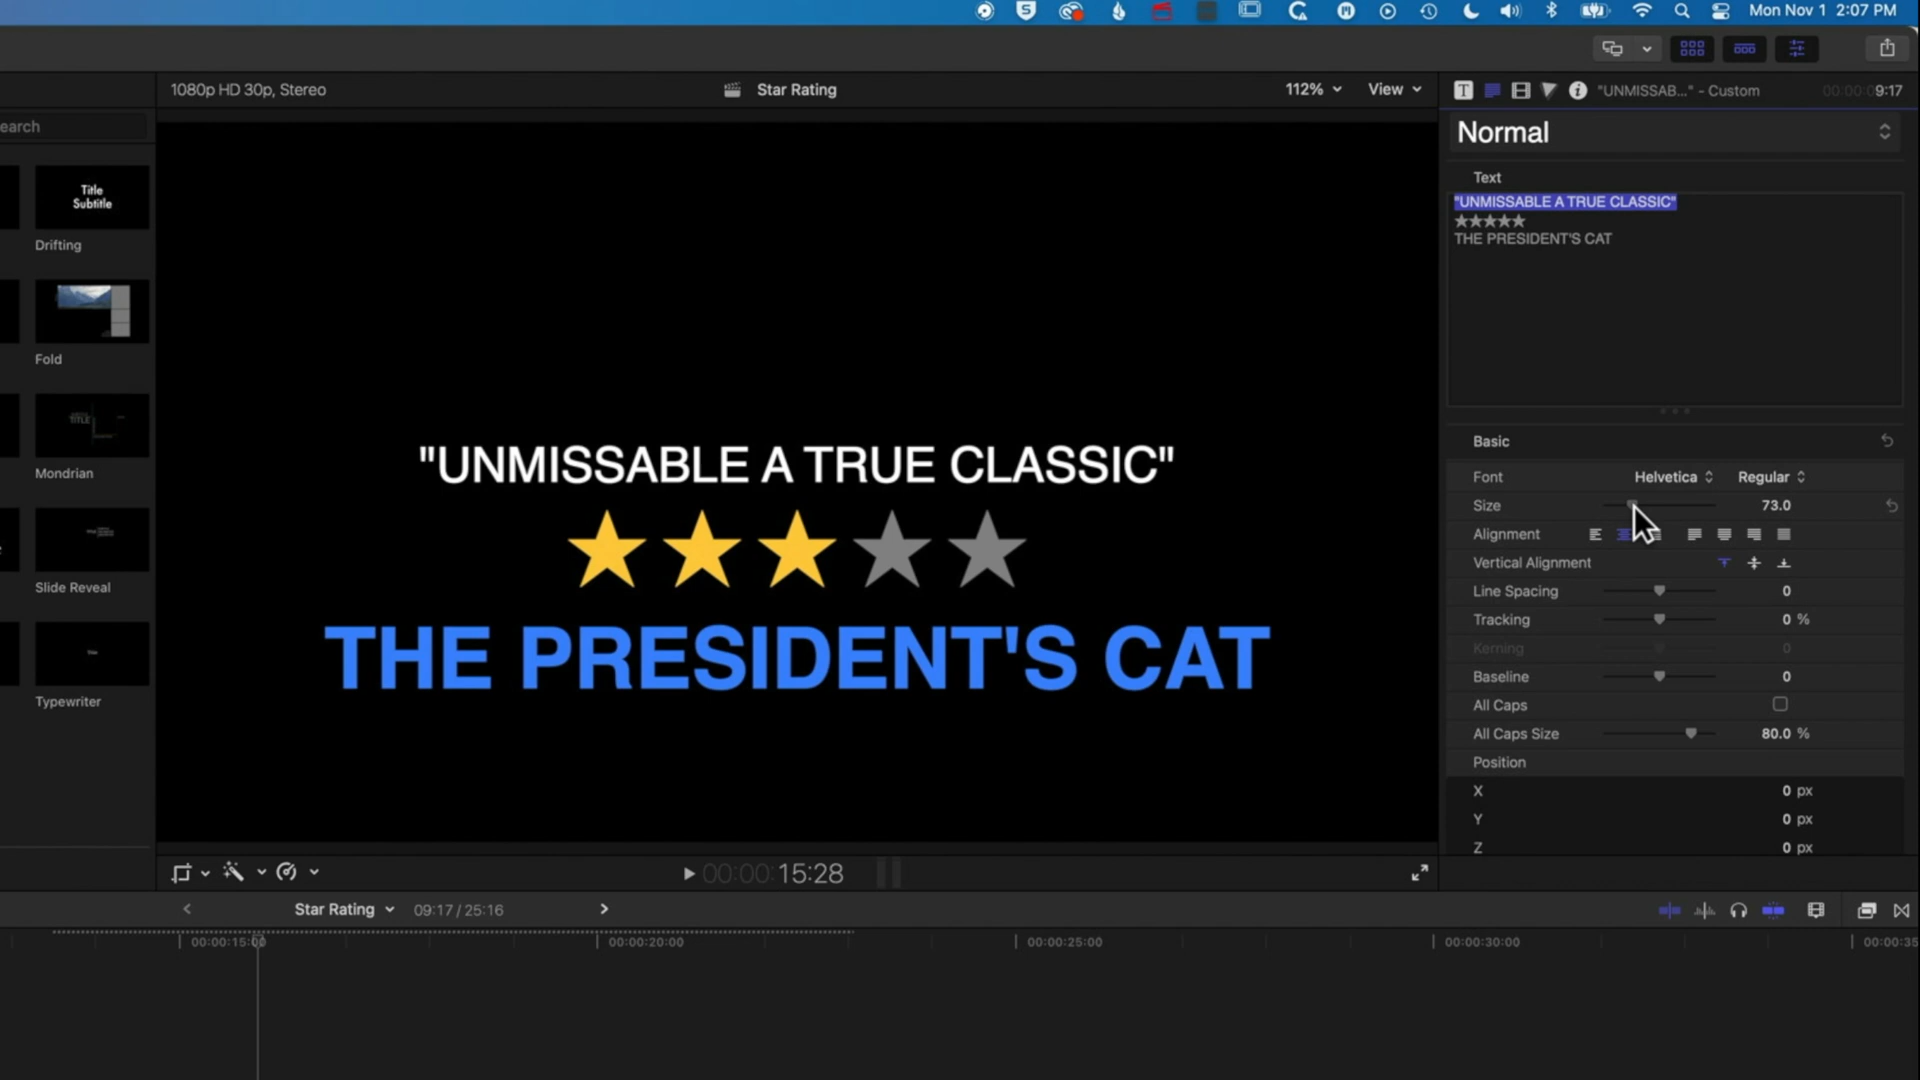 Mon Nov 1 2:07 PM
1080p HD 30p, Stereo
Star Rating
112%
View
"UNMISSAB..." - Custom
00:00:09:17
earch
Normal
Text
"UNMISSABLE A TRUE CLASSIC"
★★★★★
THE PRESIDENT'S CAT
Title
Subtitle
Drifting
Fold
TITLE
Mondrian
Slide Reveal
Title
Typewriter
"UNMISSABLE A TRUE CLASSIC"
★★★★★
THE PRESIDENT'S CAT
Basic
Font Helvetica Regular
Size 73.0
Alignment
Vertical Alignment
Line Spacing 0
Tracking 0 %
Kerning 0
Baseline 0
All Caps
All Caps Size 80.0 %
Position
X 0 px
Y 0 px
Z 0 px
00:00:15:28
Star Rating 09:17 / 25:16
00:00:15:00 00:00:20:00 00:00:25:00 00:00:30:00 00:00:35